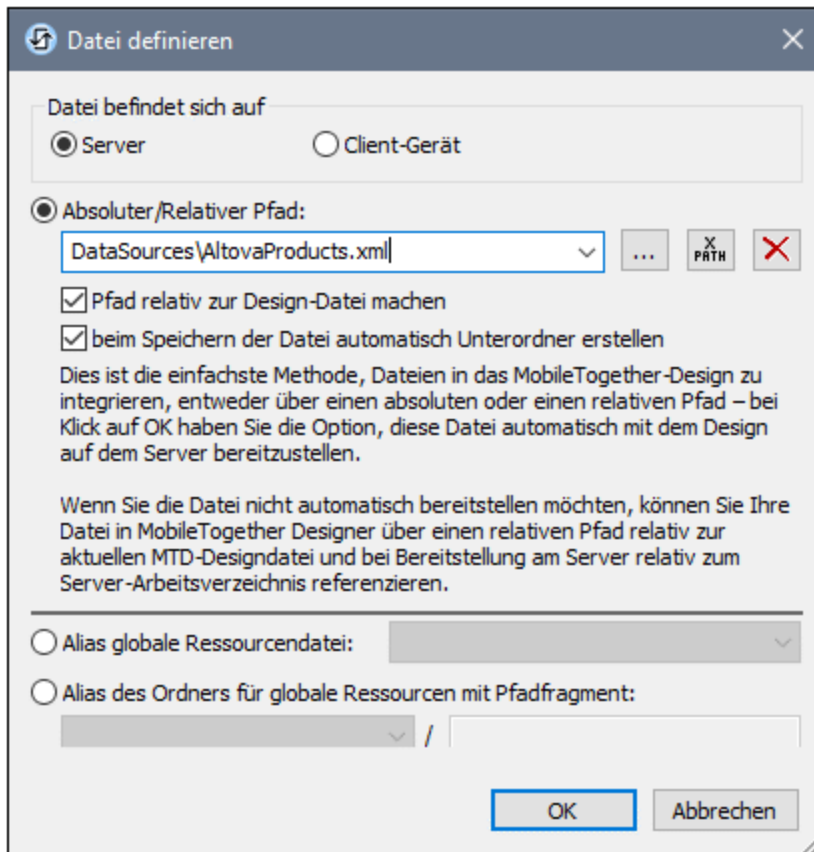 Datei definieren
Datei befindet sich auf
Server Client-Gerät
Absoluter/Relativer Pfad:
DataSources\AltovaProducts.xml ... X PATH
Pfad relativ zur Design-Datei machen
beim Speichern der Datei automatisch Unterordner erstellen
Dies ist die einfachste Methode, Dateien in das MobileTogether-Design zu
integrieren, entweder über einen absoluten oder einen relativen Pfad – bei
Klick auf OK haben Sie die Option, diese Datei automatisch mit dem Design
auf dem Server bereitzustellen.
Wenn Sie die Datei nicht automatisch bereitstellen möchten, können Sie Ihre
Datei in MobileTogether Designer über einen relativen Pfad relativ zur
aktuellen MTD-Designdatei und bei Bereitstellung am Server relativ zum
Server-Arbeitsverzeichnis referenzieren.
Alias globale Ressourcendatei:
Alias des Ordners für globale Ressourcen mit Pfadfragment:
/
OK Abbrechen